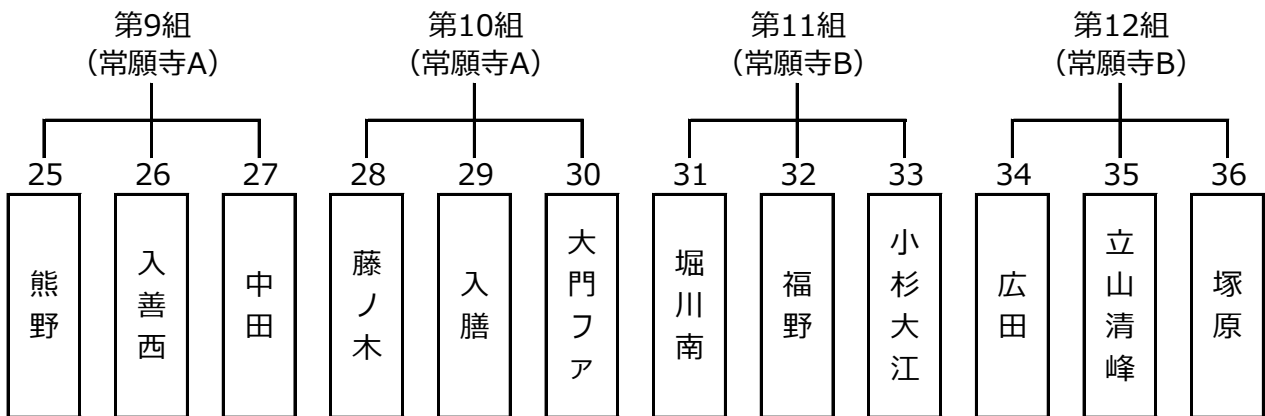 第9組
（常願寺A）
第10組
（常願寺A）
第11組
（常願寺B）
第12組
（常願寺B）
25
26
27
28
29
30
31
32
33
34
35
36
熊野
入善西
中田
藤ノ木
入膳
大門ファ
堀川南
福野
小杉大江
広田
立山清峰
塚原